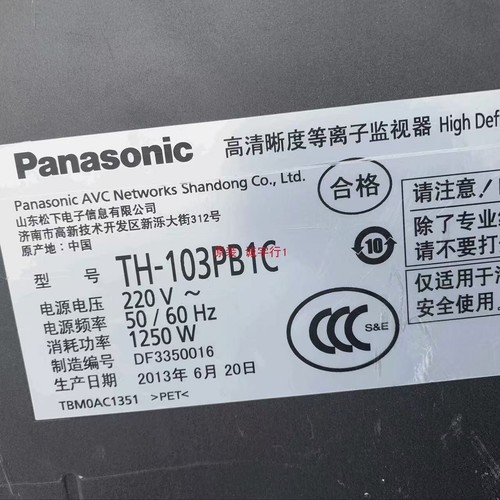 Panasonic
高清晰度等离子监视器 High Def
Panasonic AVC Networks Shandong Co., Ltd.
山东松下电子信息有限公司
济南市高新技术开发区新泺大街312号
原产地：中国
合格
型 号 TH-103PB1C
电源电压 220 V ~
电源频率 50 / 60 Hz
消耗功率 1250 W
制造编号 DF3350016
生产日期 2013年 6月 20日
TBM0AC1351 >PET<
10
CCC
S&E
请注意！
除了专业
请不要打
仅适用于
安全使用